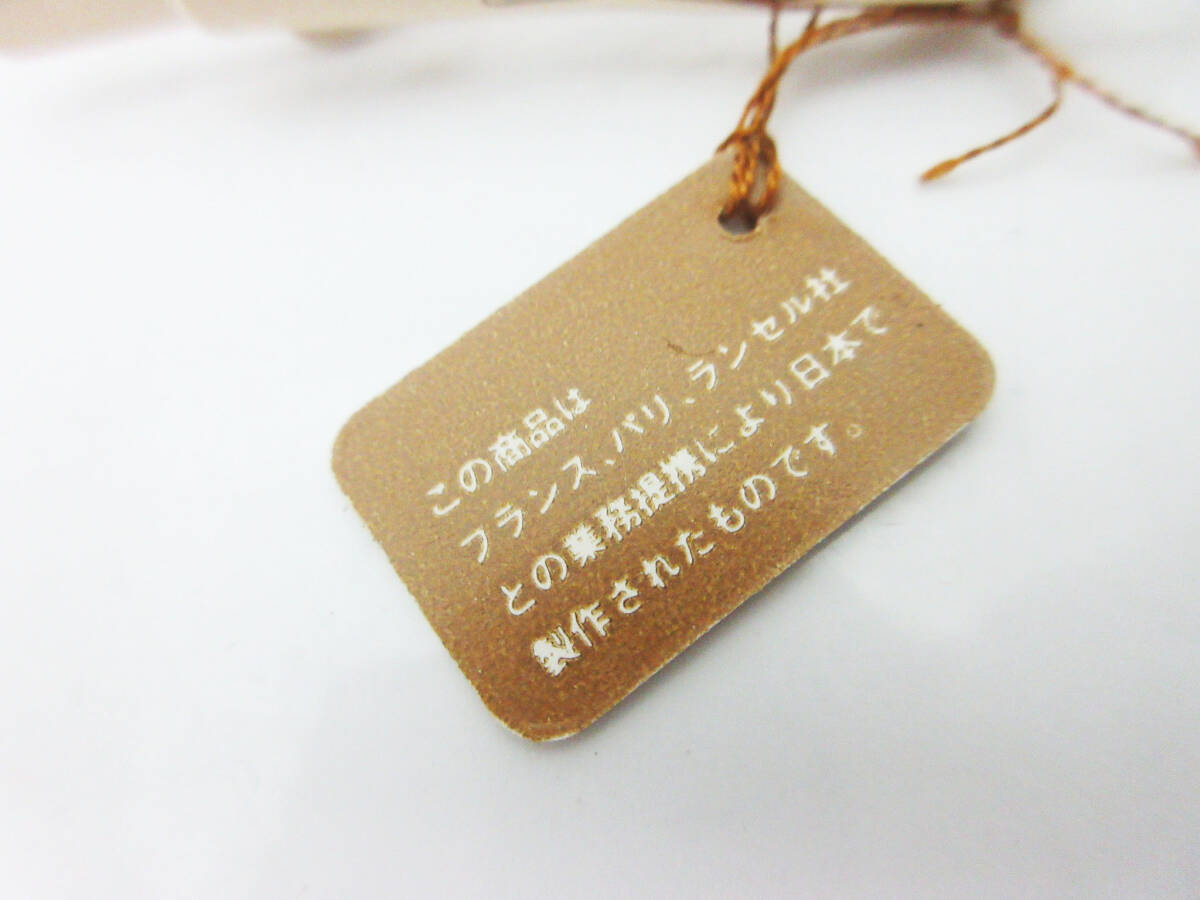 この商品は
フランス、パリ、ランセル社
との業務提携により日本で
製作されたものです。